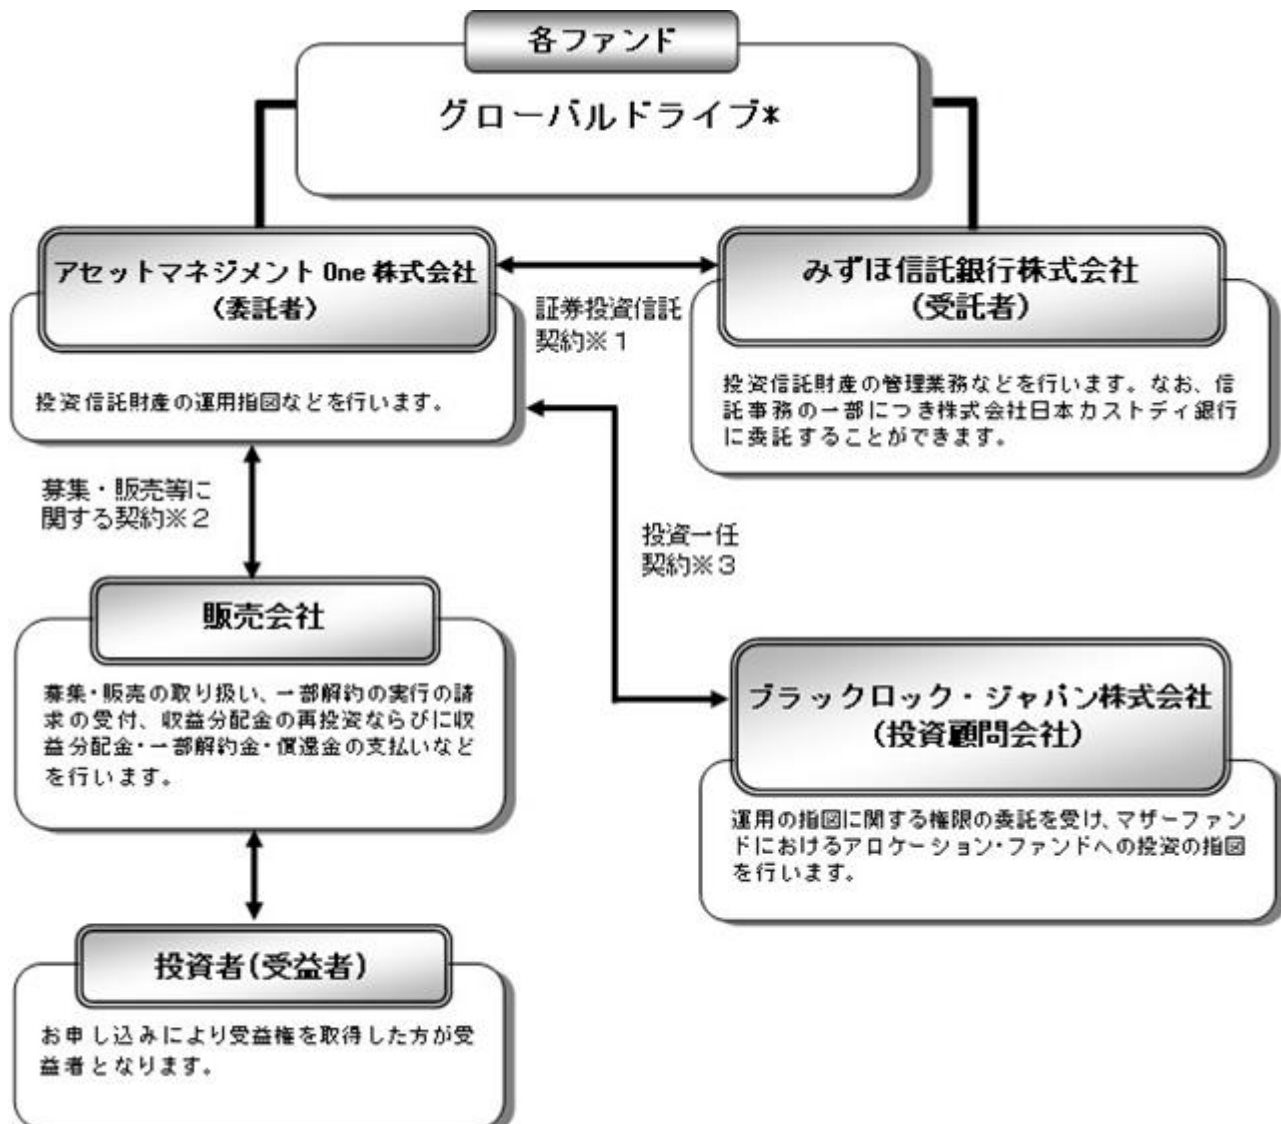 各ファンド
グローバルドライブ*
アセットマネジメント One 株式会社
(委託者)
みずほ信託銀行株式会社
(受託者)
証券投資信託
契約※1
投資信託財産の運用指図などを行います。
投資信託財産の管理業務などを行います。なお、信
託事務の一部につき株式会社日本カストディ銀行
に委託することができます。
募集・販売等に
関する契約※2
投資一任
契約※3
販売会社
募集・販売の取り扱い、一部解約の実行の請
求の受付、収益分配金の再投資ならびに収
益分配金・一部解約金・償還金の支払いなど
を行います。
ブラックロック・ジャパン株式会社
(投資顧問会社)
運用の指図に関する権限の委託を受け、マザーファン
ドにおけるアロケーション・ファンドへの投資の指図
を行います。
投資者(受益者)
お申し込みにより受益権を取得した方が受
益者となります。